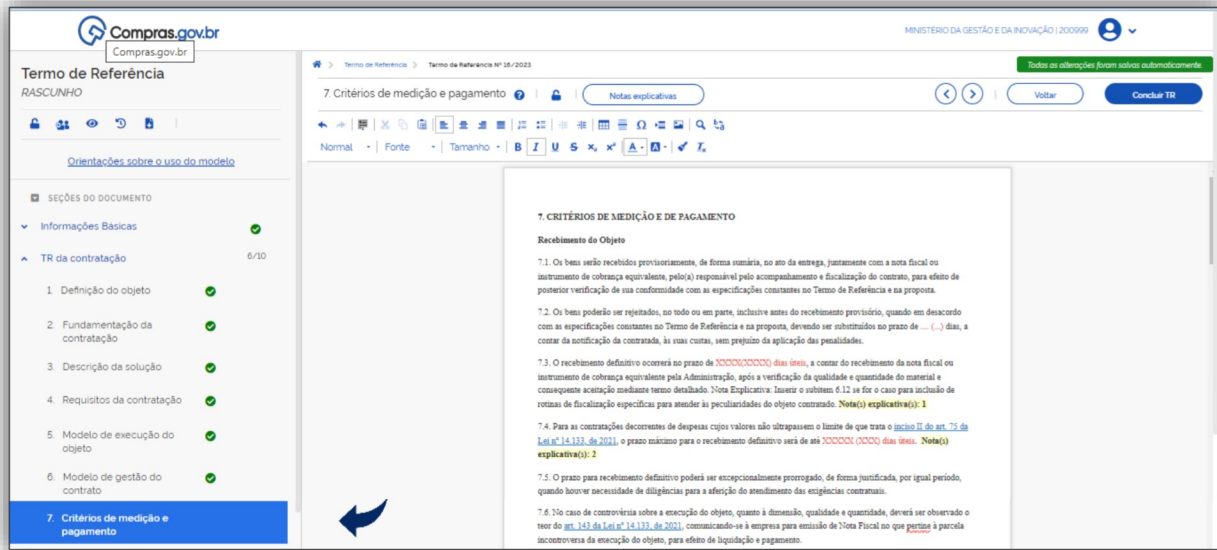 Compras.gov.br
MINISTÉRIO DA GESTÃO E DA INOVAÇÃO | 200999
Compras.gov.br
Termo de Referência
RASCUNHO
Orientações sobre o uso do modelo
SEÇÕES DO DOCUMENTO
Informações Básicas
TR da contratação 6/10
1. Definição do objeto
2. Fundamentação da
contratação
3. Descrição da solução
4. Requisitos da contratação
5. Modelo de execução do
objeto
6. Modelo de gestão do
contrato
7. Critérios de medição e
pagamento
Termo de Referência > Termo de Referência Nº 16/2023
Todas as alterações foram salvas automaticamente.
7. Critérios de medição e pagamento
Notas explicativas
Voltar
Concluir TR
Normal Fonte Tamanho B I U S x₂ x² A A Tx
7. CRITÉRIOS DE MEDIÇÃO E DE PAGAMENTO
Recebimento do Objeto
7.1. Os bens serão recebidos provisoriamente, de forma sumária, no ato da entrega, juntamente com a nota fiscal ou
instrumento de cobrança equivalente, pelo(a) responsável pelo acompanhamento e fiscalização do contrato, para efeito de
posterior verificação de sua conformidade com as especificações constantes no Termo de Referência e na proposta.
7.2. Os bens poderão ser rejeitados, no todo ou em parte, inclusive antes do recebimento provisório, quando em desacordo
com as especificações constantes no Termo de Referência e na proposta, devendo ser substituídos no prazo de .... (...) dias, a
contar da notificação da contratada, às suas custas, sem prejuízo da aplicação das penalidades.
7.3. O recebimento definitivo ocorrerá no prazo de XXXX(XXXX) dias úteis, a contar do recebimento da nota fiscal ou
instrumento de cobrança equivalente pela Administração, após a verificação da qualidade e quantidade do material e
consequente aceitação mediante termo detalhado. Nota Explicativa: Inserir o subitem 6.12 se for o caso para inclusão de
rotinas de fiscalização específicas para atender às peculiaridades do objeto contratado. Nota(s) explicativa(s): 1
7.4. Para as contratações decorrentes de despesas cujos valores não ultrapassem o limite de que trata o inciso II do art. 75 da
Lei nº 14.133, de 2021, o prazo máximo para o recebimento definitivo será de até XXXXX (XXX) dias úteis. Nota(s)
explicativa(s): 2
7.5. O prazo para recebimento definitivo poderá ser excepcionalmente prorrogado, de forma justificada, por igual período,
quando houver necessidade de diligências para a aferição do atendimento das exigências contratuais.
7.6. No caso de controvérsia sobre a execução do objeto, quanto à dimensão, qualidade e quantidade, deverá ser observado o
teor do art. 143 da Lei nº 14.133, de 2021, comunicando-se à empresa para emissão de Nota Fiscal no que pertine à parcela
incontroversa da execução do objeto, para efeito de liquidação e pagamento.